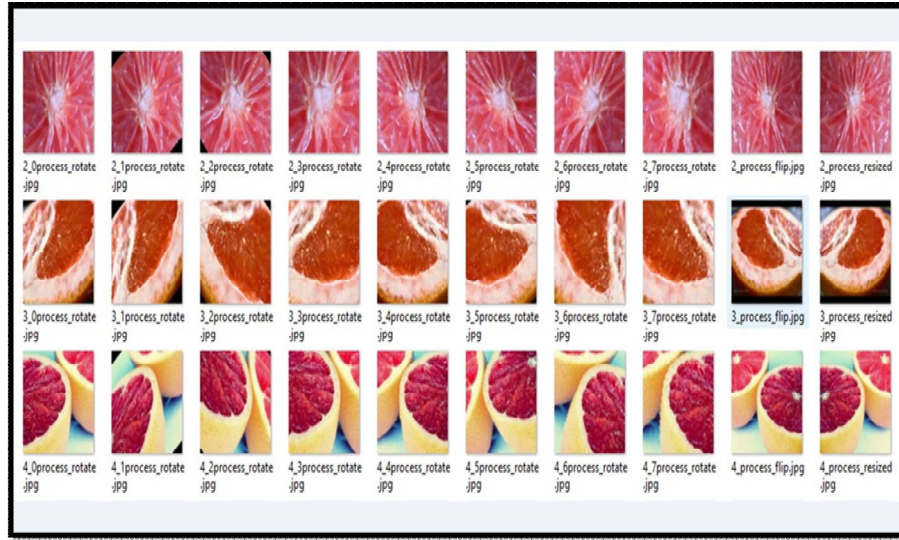 2_0process_rotate 2_1process_rotate 2_2process_rotate 2_3process_rotate 2_4process_rotate 2_5process_rotate 2_6process_rotate 2_7process_rotate 2_process_flip.jpg 2_process_resized
.jpg .jpg .jpg .jpg .jpg .jpg .jpg .jpg .jpg
3_0process_rotate 3_1process_rotate 3_2process_rotate 3_3process_rotate 3_4process_rotate 3_5process_rotate 3_6process_rotate 3_7process_rotate 3_process_flip.jpg 3_process_resized
.jpg .jpg .jpg .jpg .jpg .jpg .jpg .jpg .jpg
4_0process_rotate 4_1process_rotate 4_2process_rotate 4_3process_rotate 4_4process_rotate 4_5process_rotate 4_6process_rotate 4_7process_rotate 4_process_flip.jpg 4_process_resized
.jpg .jpg .jpg .jpg .jpg .jpg .jpg .jpg .jpg